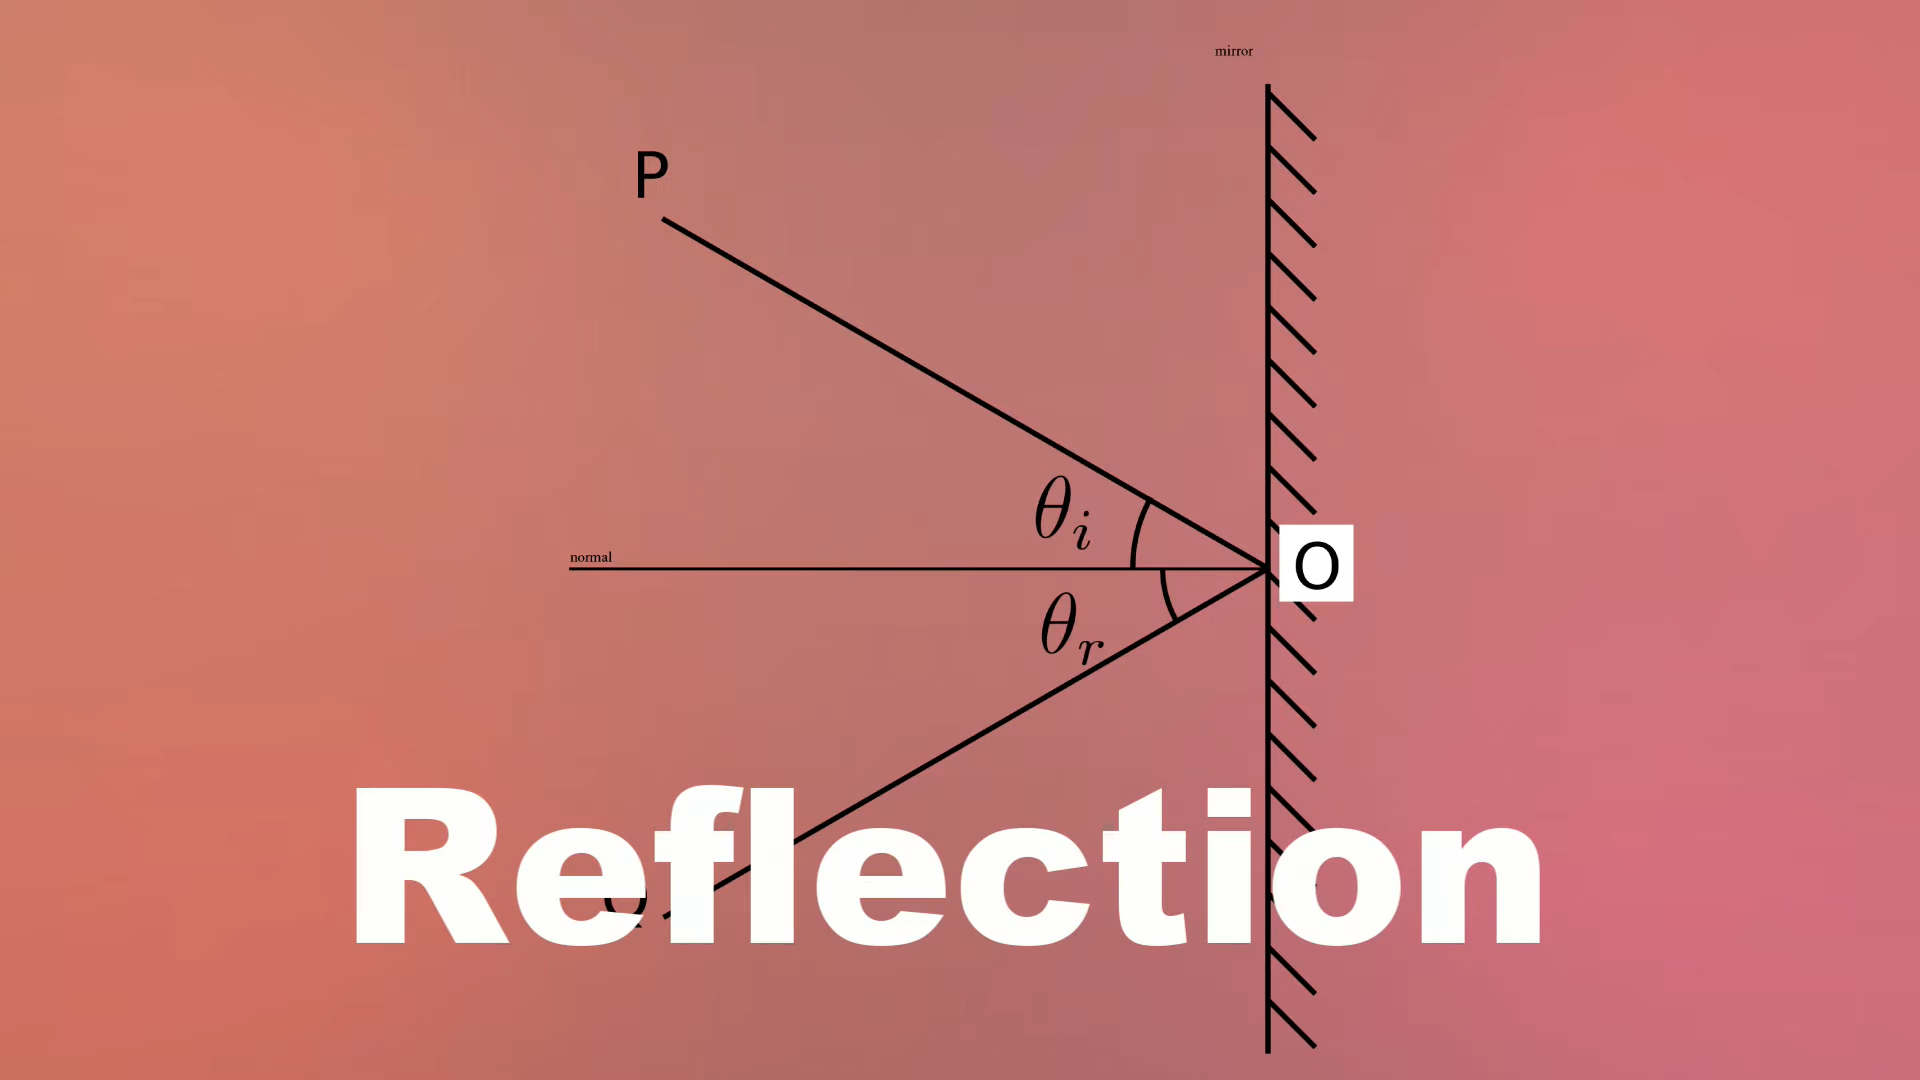 mirror
P
θi
O
normal
θr
Reflection